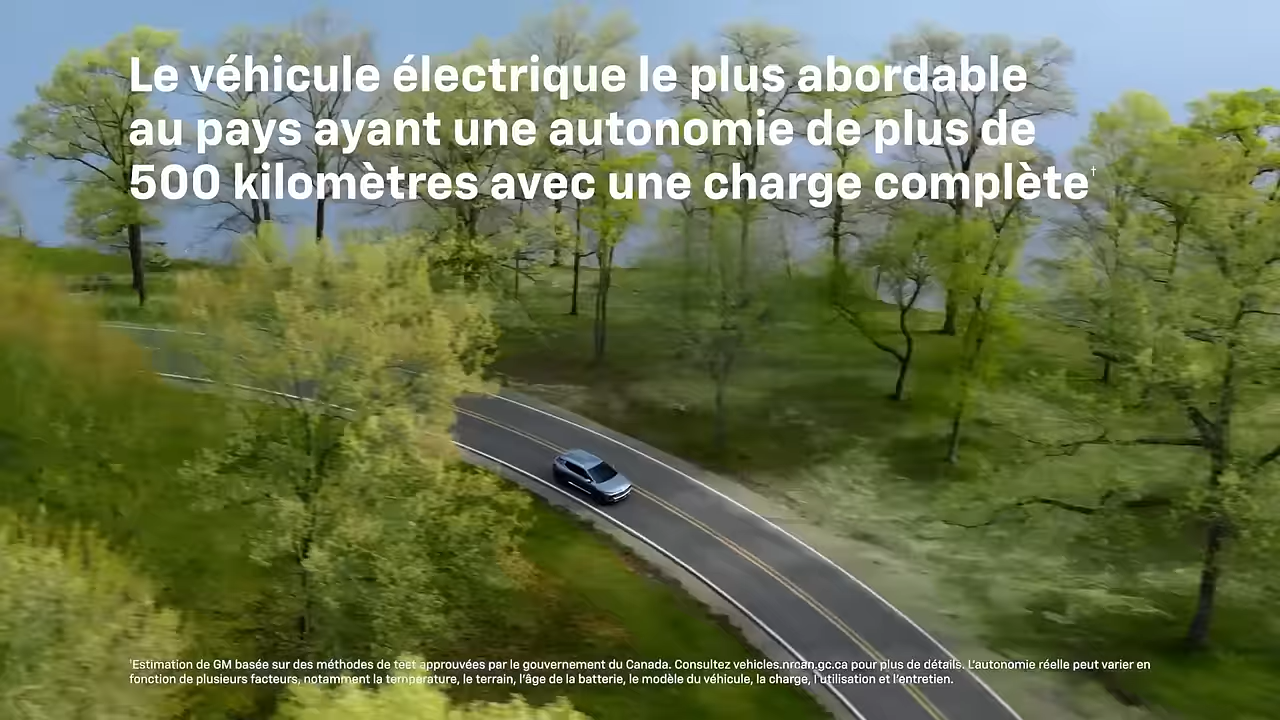 Le véhicule électrique le plus abordable
au pays ayant une autonomie de plus de
500 kilomètres avec une charge complète†
†Estimation de GM basée sur des méthodes de test approuvées par le gouvernement du Canada. Consultez vehicles.nrcan.gc.ca pour plus de détails. L'autonomie réelle peut varier en
fonction de plusieurs facteurs, notamment la température, le terrain, l'âge de la batterie, le modèle du véhicule, la charge, l'utilisation et l'entretien.